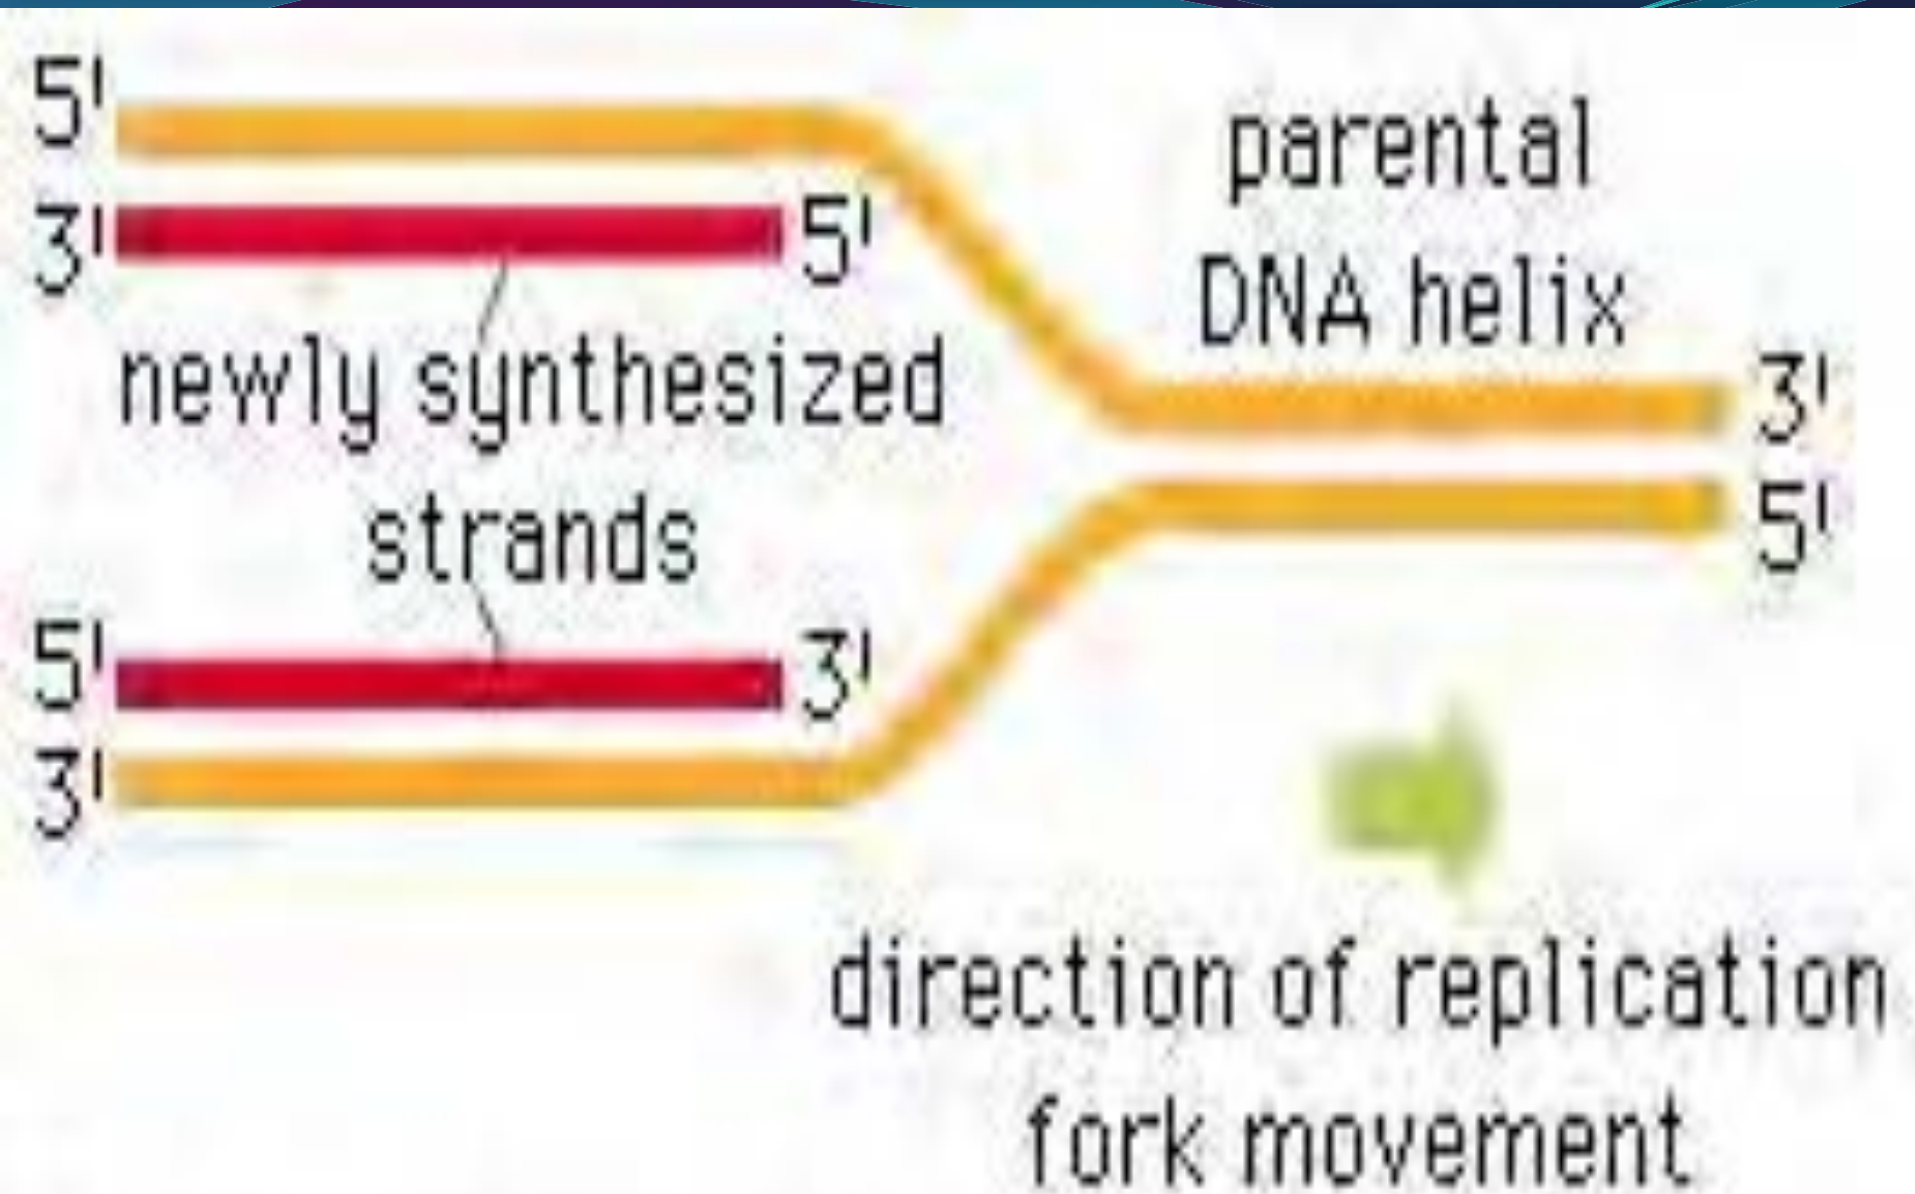 5'
3'
5'
parental
DNA helix
newly synthesized
strands
3'
5'
5'
3'
3'
direction of replication
fork movement